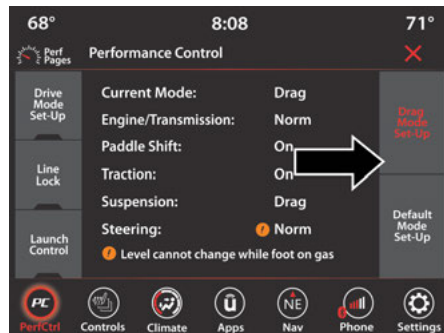 68°
8:08
71°
Perf
Pages
Performance Control
Drive
Mode
Set-Up
Line
Lock
Launch
Control
Current Mode: Drag
Engine/Transmission: Norm
Paddle Shift: On
Traction: On
Suspension: Drag
Steering: ! Norm
! Level cannot change while foot on gas
Drag
Mode
Set-Up
Default
Mode
Set-Up
PC
PerfCtrl
Controls
Climate
û
Apps
NE
Nav
Phone
Settings